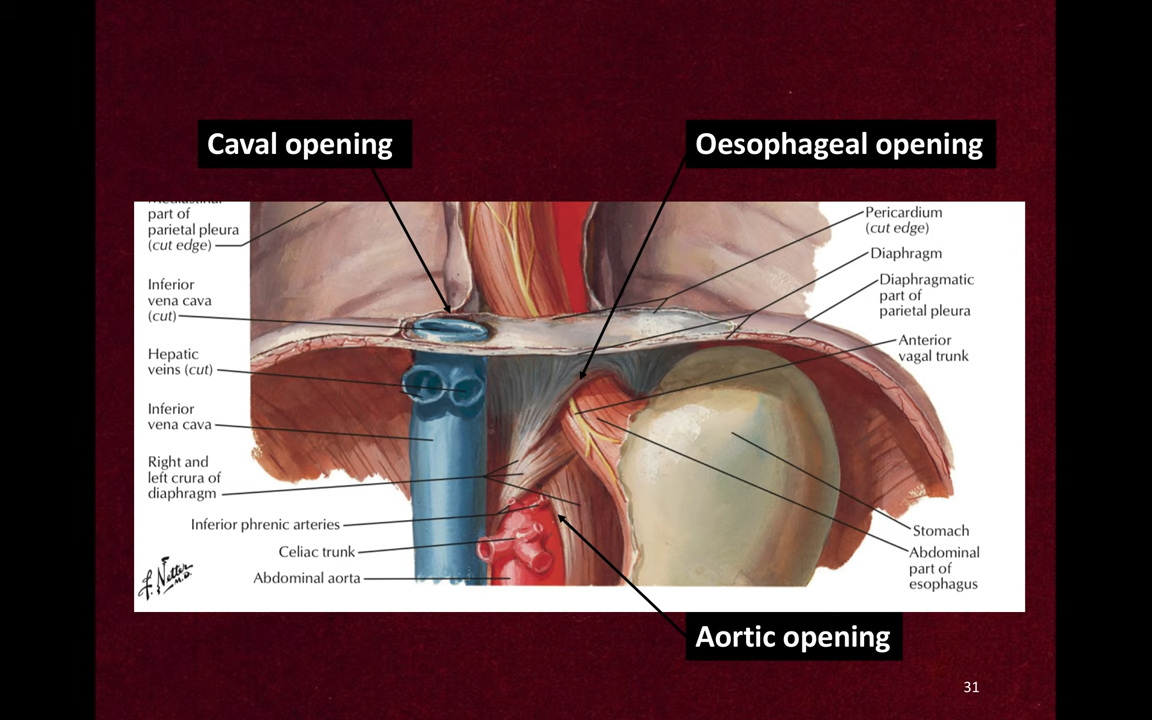 Caval opening
Oesophageal opening
Mediastinal
part of
parietal pleura
(cut edge)
Inferior
vena cava
(cut)
Hepatic
veins (cut)
Inferior
vena cava
Right and
left crura of
diaphragm
Inferior phrenic arteries
Celiac trunk
Abdominal aorta
Pericardium
(cut edge)
Diaphragm
Diaphragmatic
part of
parietal pleura
Anterior
vagal trunk
Stomach
Abdominal
part of
esophagus
F. Netter
M.D.
Aortic opening
31